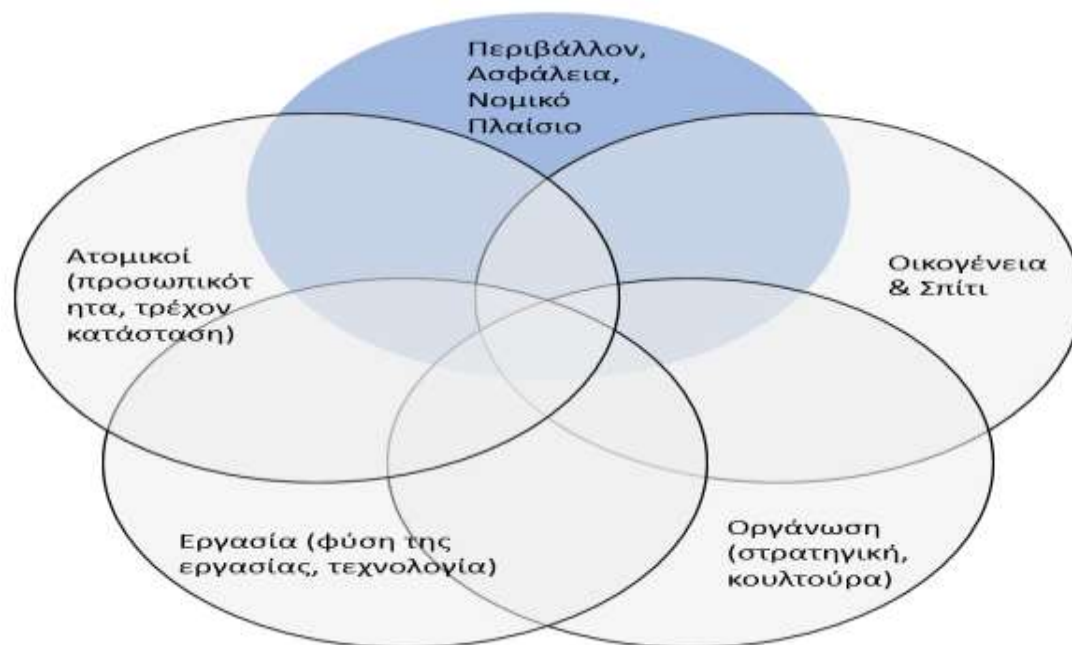 Περιβάλλον,
Ασφάλεια,
Νομικό
Πλαίσιο
Ατομικοί
(προσωπικότ
ητα, τρέχον
κατάσταση)
Οικογένεια
& Σπίτι
Εργασία (φύση της
εργασίας, τεχνολογία)
Οργάνωση
(στρατηγική,
κουλτούρα)